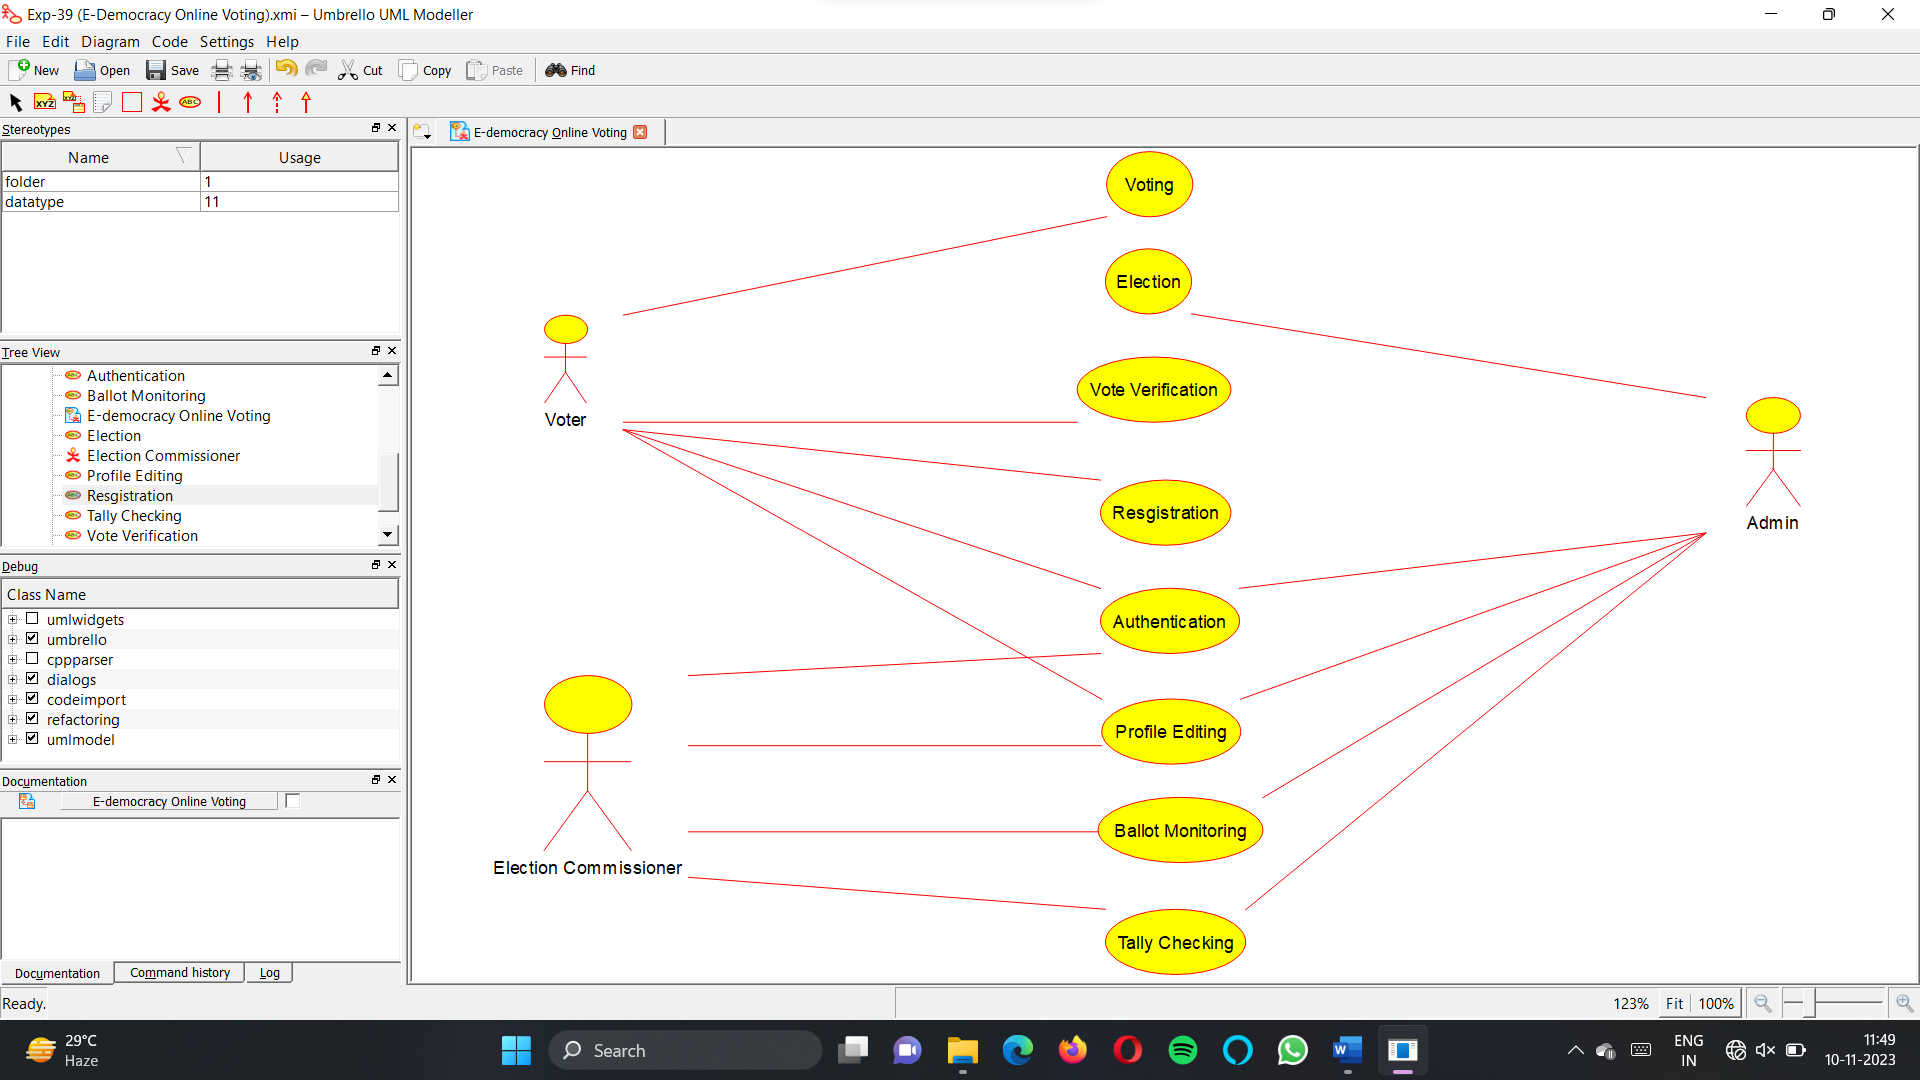 Exp-39 (E-Democracy Online Voting).xmi – Umbrello UML Modeller
File Edit Diagram Code Settings Help
New Open Save Cut Copy Paste Find
XYZ XYZ ABC
Stereotypes
Name Usage
folder 1
datatype 11
Tree View
Authentication
Ballot Monitoring
E-democracy Online Voting
Election
Election Commissioner
Profile Editing
Resgistration
Tally Checking
Vote Verification
Debug
Class Name
umlwidgets
umbrello
cppparser
dialogs
codeimport
refactoring
umlmodel
Documentation
E-democracy Online Voting
Documentation Command history Log
Ready.
E-democracy Online Voting
Voting
Election
Vote Verification
Voter
Resgistration
Admin
Authentication
Profile Editing
Ballot Monitoring
Election Commissioner
Tally Checking
123% Fit 100%
29°C
Haze
Search
ENG
IN
11:49
10-11-2023